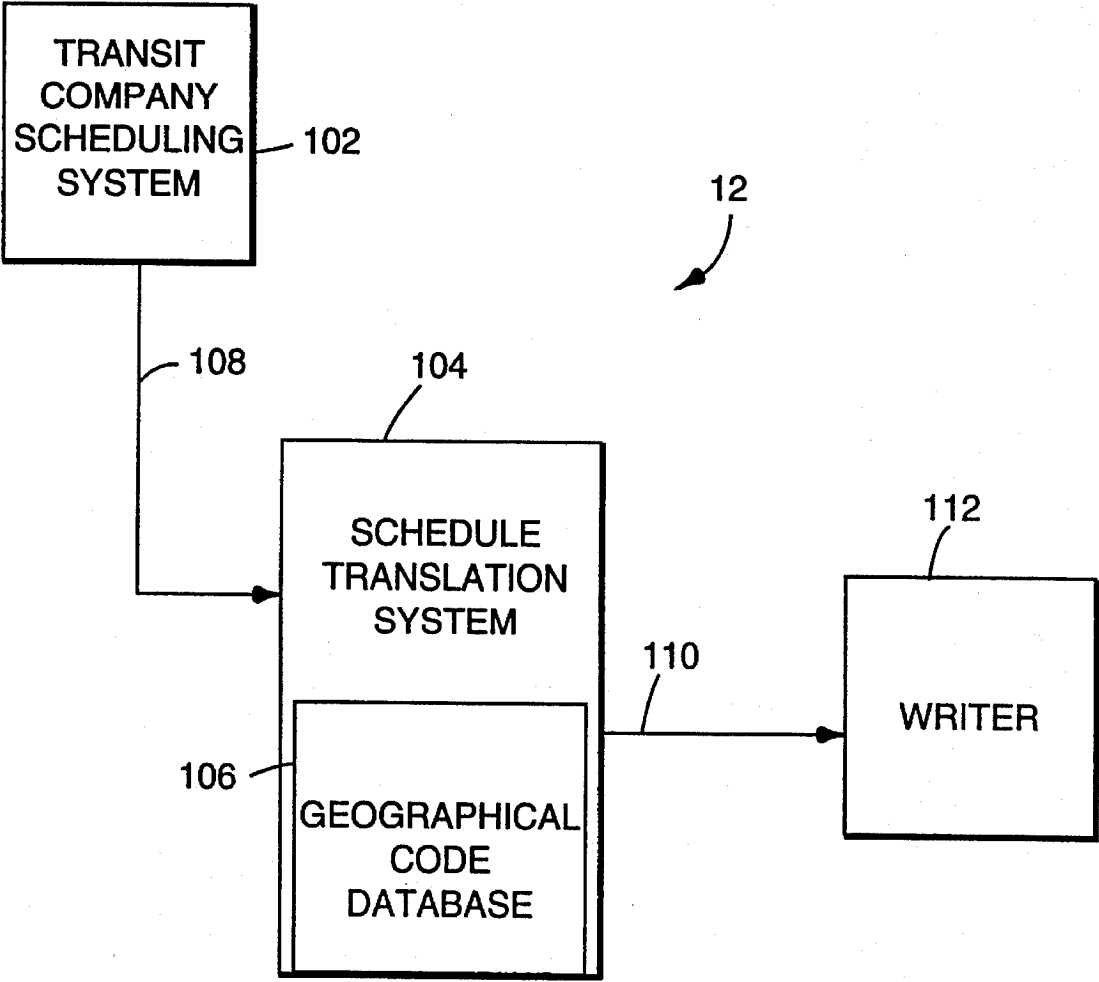 TRANSIT
COMPANY
SCHEDULING
SYSTEM
102
12
108
104
SCHEDULE
TRANSLATION
SYSTEM
112
110
WRITER
106
GEOGRAPHICAL
CODE
DATABASE